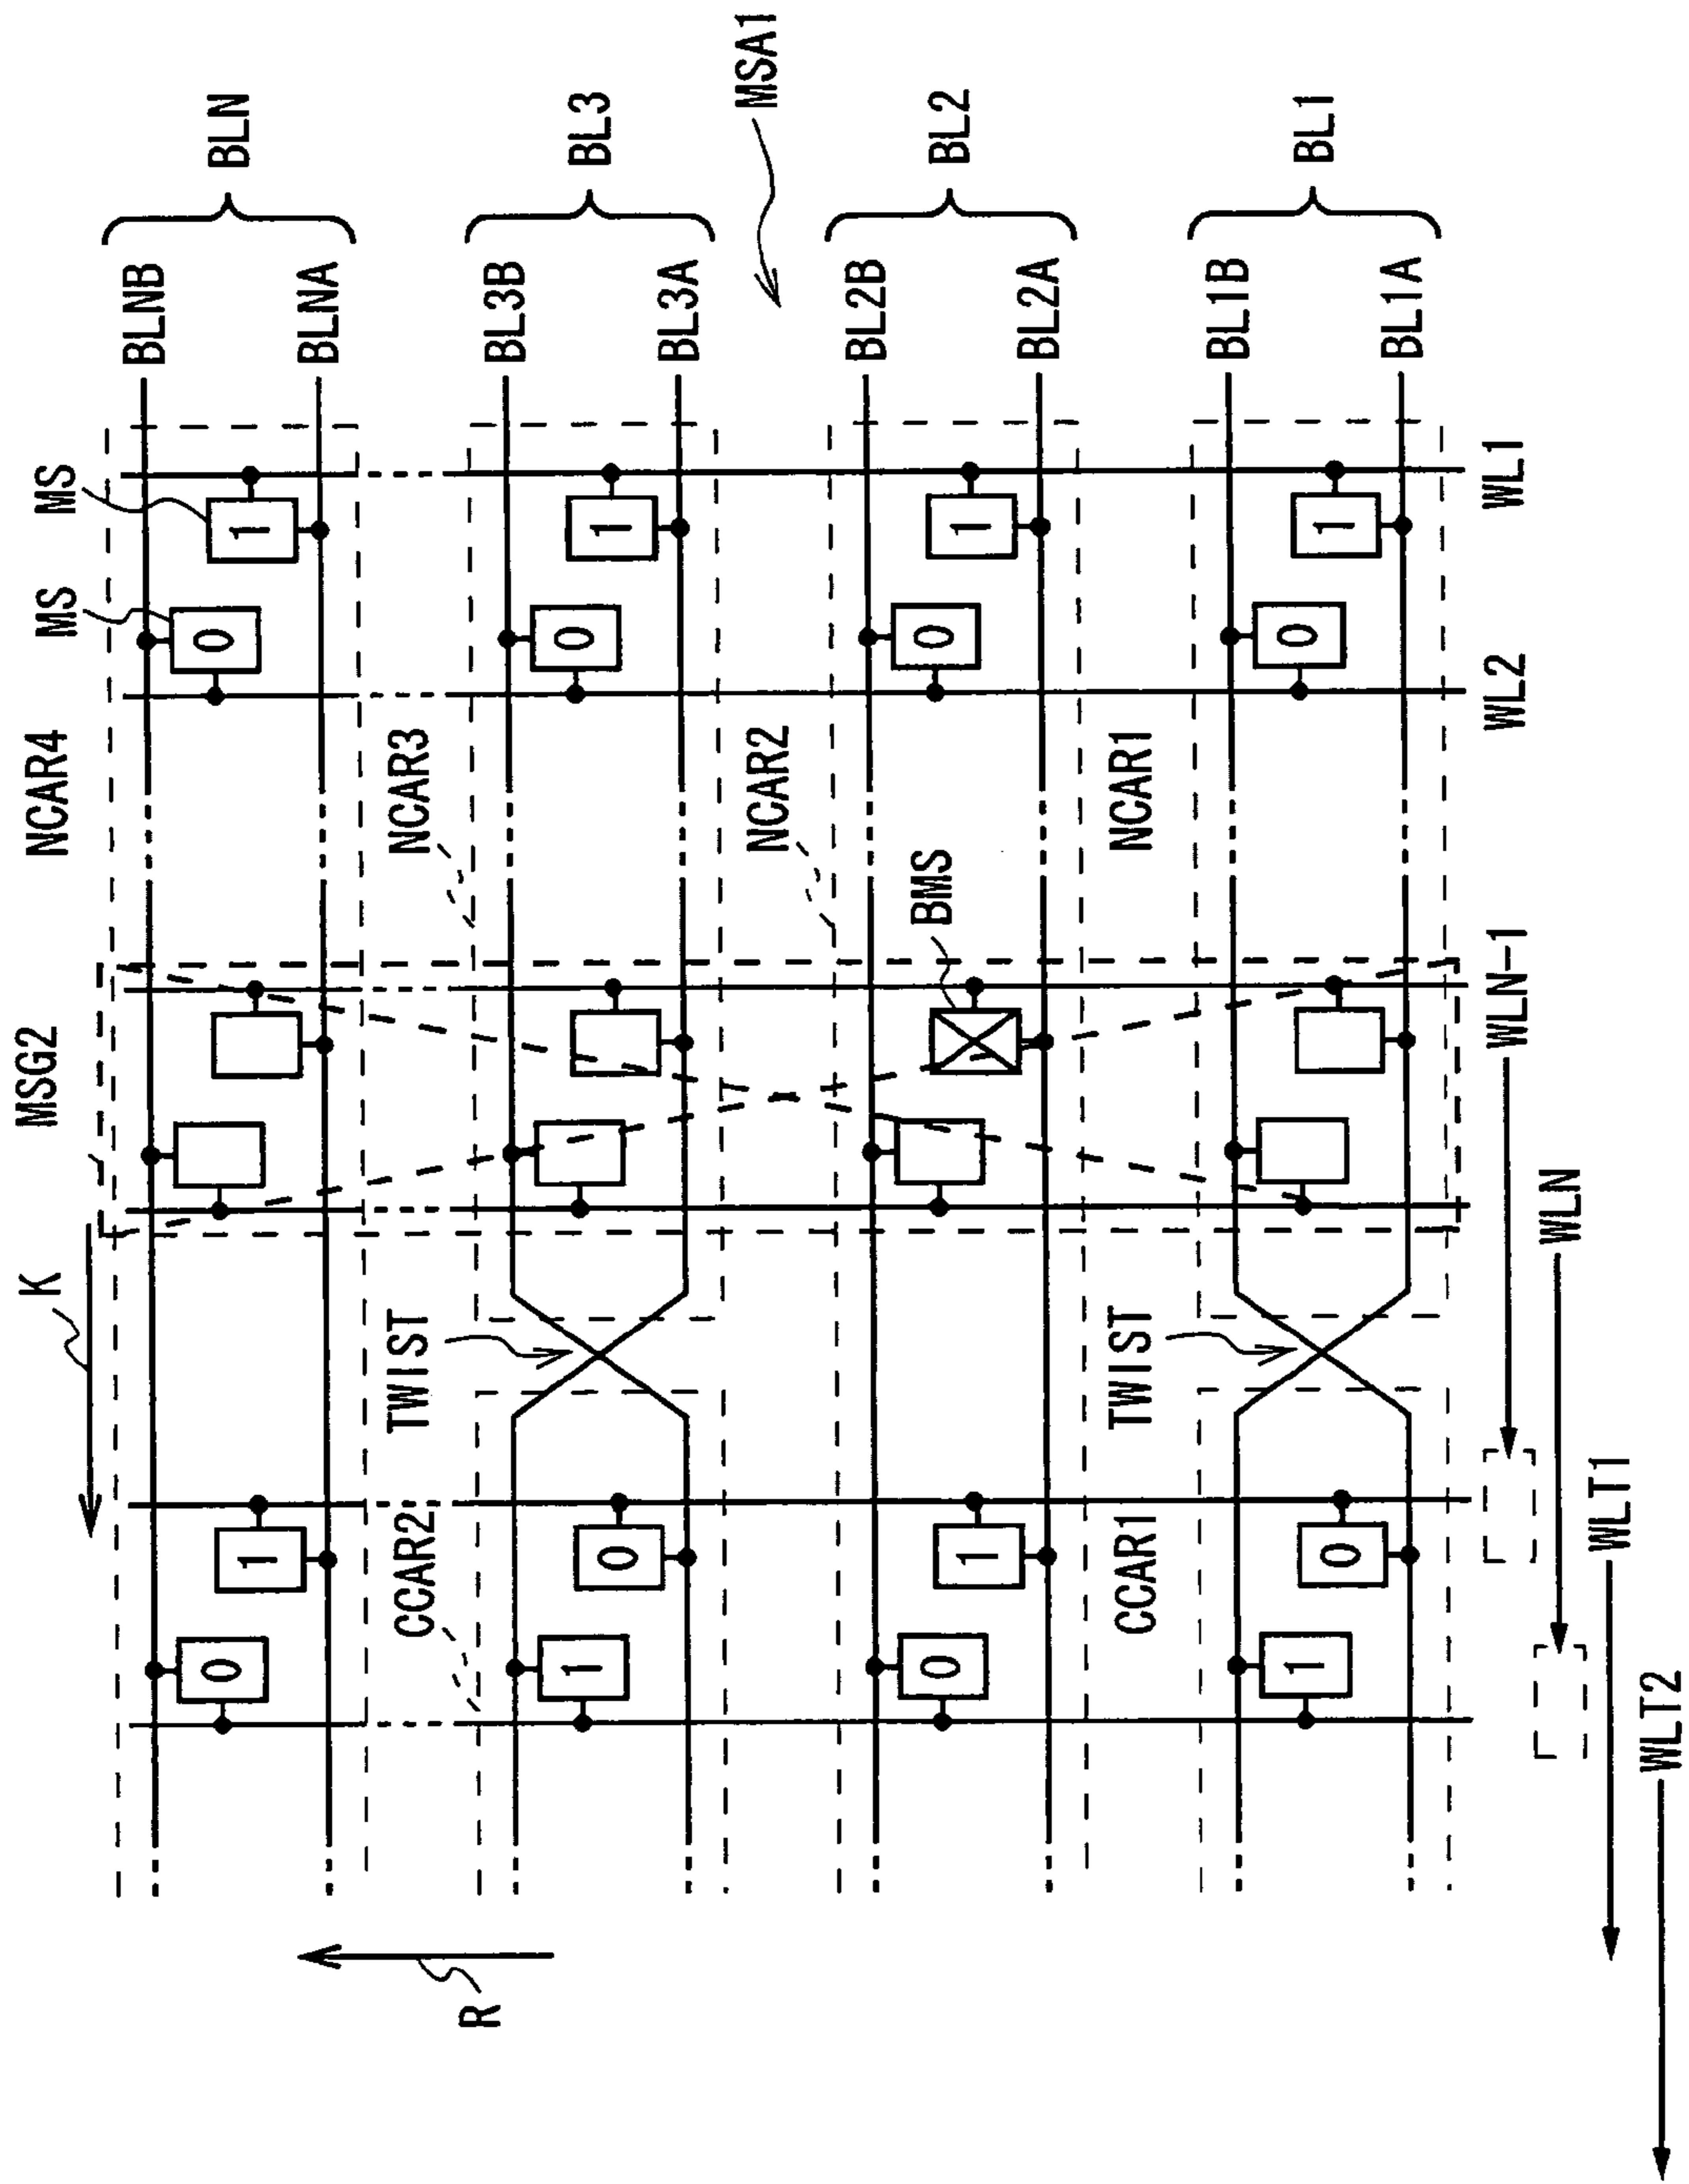 MSA1
BLN
BL3
BL2
BL1
BLNB
BLNA
BL3B
BL3A
BL2B
BL2A
BL1B
BL1A
MS
1
1
1
1
WL1
MS
0
0
0
0
WL2
NCAR4
NCAR3
NCAR2
NCAR1
BMS
WLN-1
MSG2
WLN
K
TWIST
TWIST
1
0
1
0
WLT1
CCAR2
CCAR1
0
1
0
1
WLT2
R